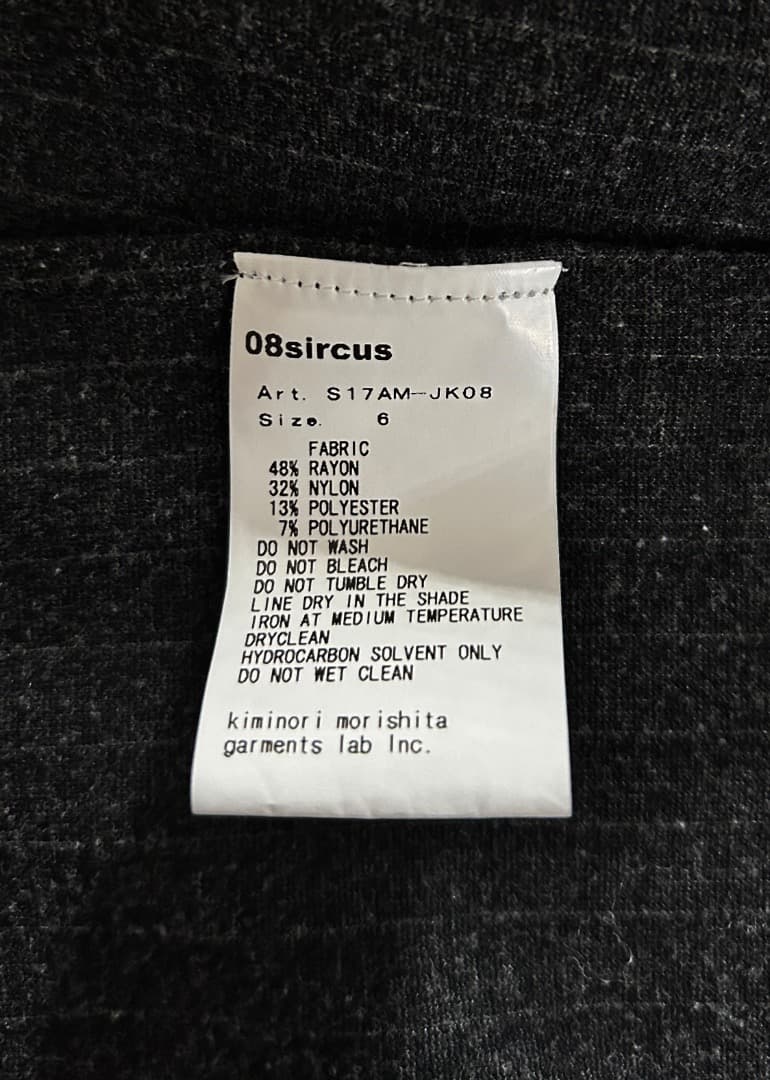 08sircus
Art. S17AM-JK08
Size. 6
FABRIC
48% RAYON
32% NYLON
13% POLYESTER
7% POLYURETHANE
DO NOT WASH
DO NOT BLEACH
DO NOT TUMBLE DRY
LINE DRY IN THE SHADE
IRON AT MEDIUM TEMPERATURE
DRYCLEAN
HYDROCARBON SOLVENT ONLY
DO NOT WET CLEAN
kiminori morishita
garments lab Inc.